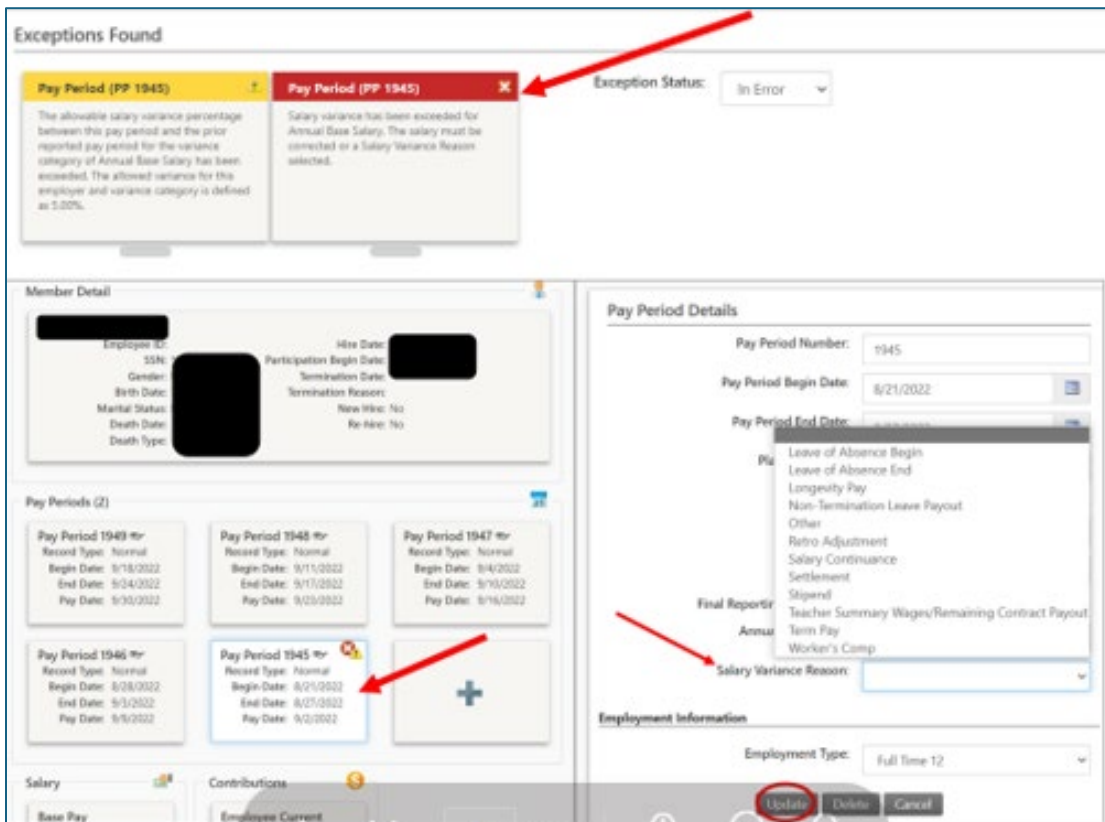 Exceptions Found
Pay Period (PP 1945)
The allowable salary variance percentage
between this pay period and the prior
reported pay period for the variance
category of Annual Base Salary has been
exceeded. The allowed variance for this
employer and variance category is defined
as 5.00%.
Pay Period (PP 1945)
Salary variance has been exceeded for
Annual Base Salary. The salary must be
corrected or a Salary Variance Reason
selected.
Exception Status:
In Error
Member Detail
Employee ID:
SSN:
Gender:
Birth Date:
Marital Status:
Death Date:
Death Type:
Hire Date:
Participation Begin Date:
Termination Date:
Termination Reason:
New Hire: No
Re-hire: No
Pay Periods (2)
Pay Period 1949
Record Type: Normal
Begin Date: 9/18/2022
End Date: 9/24/2022
Pay Date: 9/30/2022
Pay Period 1948
Record Type: Normal
Begin Date: 9/11/2022
End Date: 9/17/2022
Pay Date: 9/23/2022
Pay Period 1947
Record Type: Normal
Begin Date: 9/4/2022
End Date: 9/10/2022
Pay Date: 9/16/2022
Pay Period 1946
Record Type: Normal
Begin Date: 8/28/2022
End Date: 9/3/2022
Pay Date: 9/9/2022
Pay Period 1945
Record Type: Normal
Begin Date: 8/21/2022
End Date: 8/27/2022
Pay Date: 9/2/2022
Salary
Base Pay
Contributions
Employee Current
Pay Period Details
Pay Period Number:
1945
Pay Period Begin Date:
8/21/2022
Pay Period End Date:
Leave of Absence Begin
Leave of Absence End
Longevity Pay
Non-Termination Leave Payout
Other
Retro Adjustment
Salary Continuance
Settlement
Stipend
Teacher Summary Wages/Remaining Contract Payout
Term Pay
Worker's Comp
Final Reportin
Annu
Salary Variance Reason:
Employment Information
Employment Type:
Full Time 12
Update
Delete
Cancel